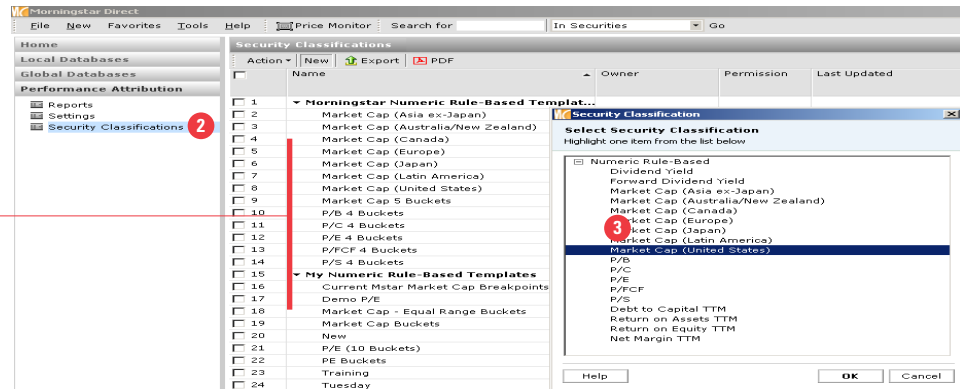 Morningstar Direct
File New Favorites Tools Help Price Monitor Search for In Securities Go
Home
Local Databases
Global Databases
Performance Attribution
Reports
Settings
Security Classifications 2
Security Classifications
Action New Export PDF
Name Owner Permission Last Updated
1 Morningstar Numeric Rule-Based Templat...
2 Market Cap (Asia ex-Japan)
3 Market Cap (Australia/New Zealand)
4 Market Cap (Canada)
5 Market Cap (Europe)
6 Market Cap (Japan)
7 Market Cap (Latin America)
8 Market Cap (United States)
9 Market Cap 5 Buckets
10 P/B 4 Buckets
11 P/C 4 Buckets
12 P/E 4 Buckets
13 P/FCF 4 Buckets
14 P/S 4 Buckets
15 My Numeric Rule-Based Templates
16 Current Mstar Market Cap Breakpoints
17 Demo P/E
18 Market Cap - Equal Range Buckets
19 Market Cap Buckets
20 New
21 P/E (10 Buckets)
22 PE Buckets
23 Training
24 Tuesday
Security Classification
Select Security Classification
Highlight one item from the list below
Numeric Rule-Based
Dividend Yield
Forward Dividend Yield
Market Cap (Asia ex-Japan)
Market Cap (Australia/New Zealand)
Market Cap (Canada)
Market Cap (Europe)
3
Market Cap (Japan)
Market Cap (Latin America)
Market Cap (United States)
P/B
P/C
P/E
P/FCF
P/S
Debt to Capital TTM
Return on Assets TTM
Return on Equity TTM
Net Margin TTM
Help OK Cancel